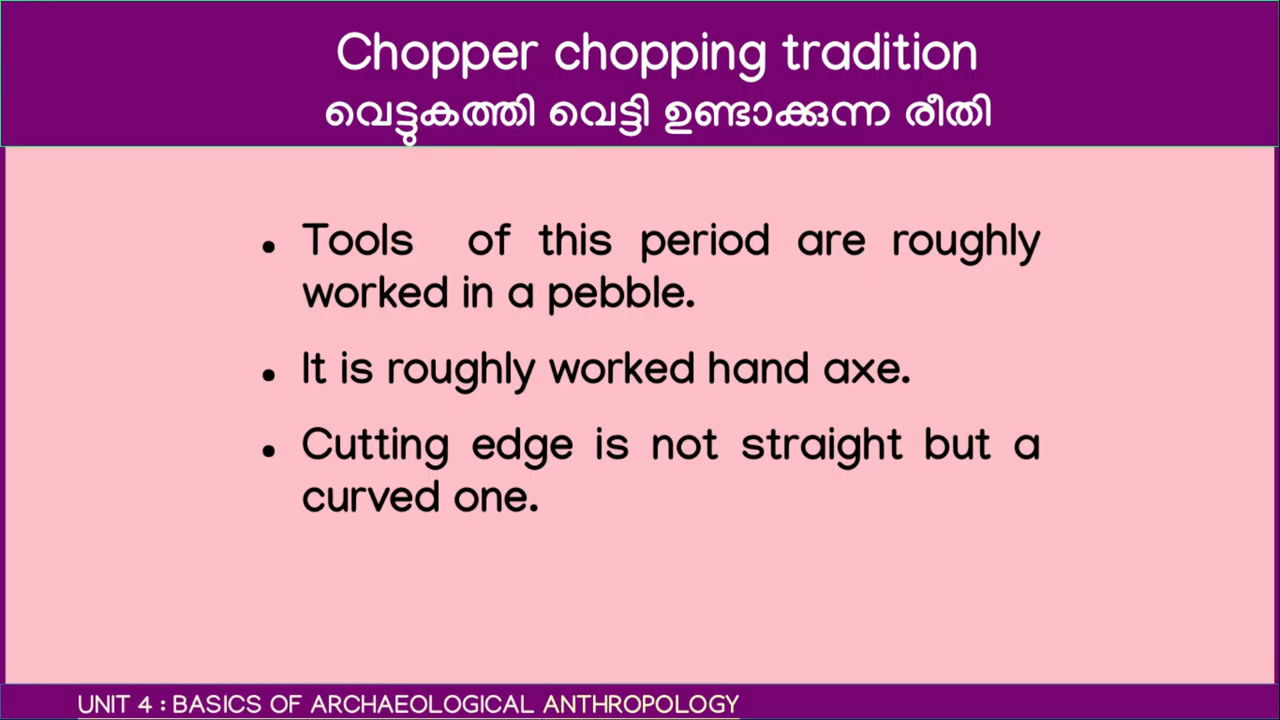 Chopper chopping tradition
വെട്ടുകത്തി വെട്ടി ഉണ്ടാക്കുന്ന രീതി
• Tools of this period are roughly
worked in a pebble.
• It is roughly worked hand axe.
• Cutting edge is not straight but a
curved one.
UNIT 4 : BASICS OF ARCHAEOLOGICAL ANTHROPOLOGY